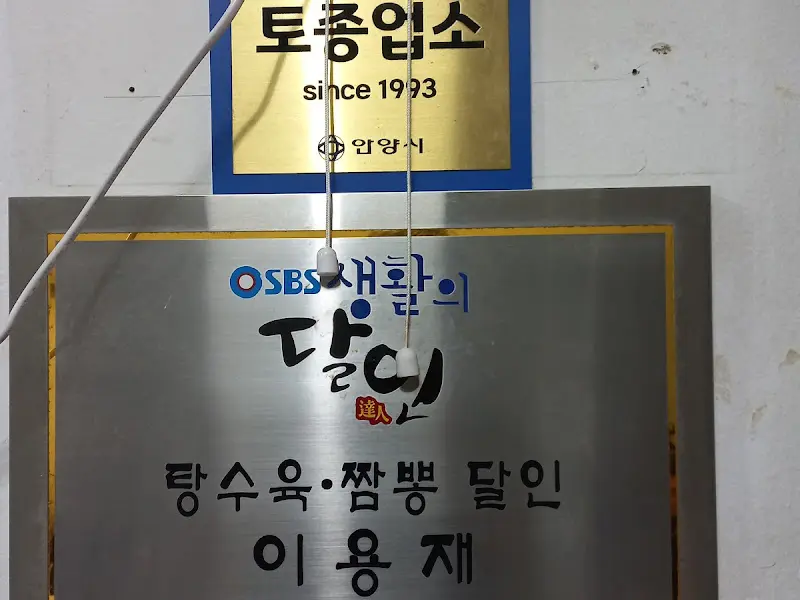 토종업소
since 1993
안양시
SBS 생활의
달인
達人
탕수육·짬뽕 달인
이용재